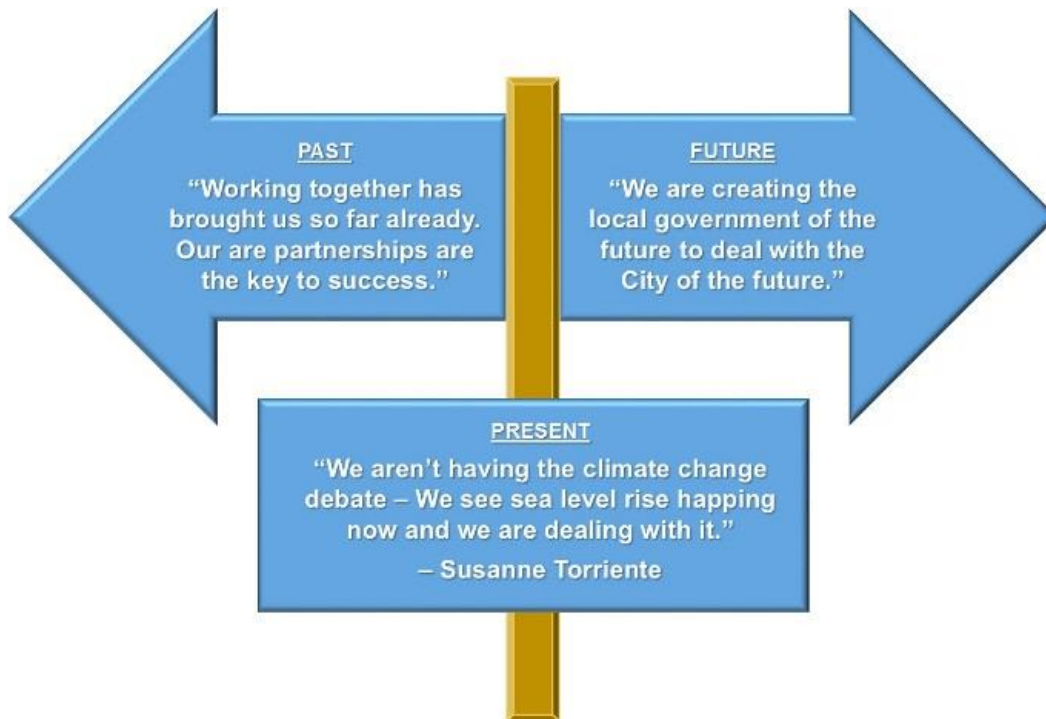 PAST
“Working together has
brought us so far already.
Our are partnerships are
the key to success.”
FUTURE
“We are creating the
local government of the
future to deal with the
City of the future.”
PRESENT
“We aren’t having the climate change
debate – We see sea level rise happing
now and we are dealing with it.”
– Susanne Torriente